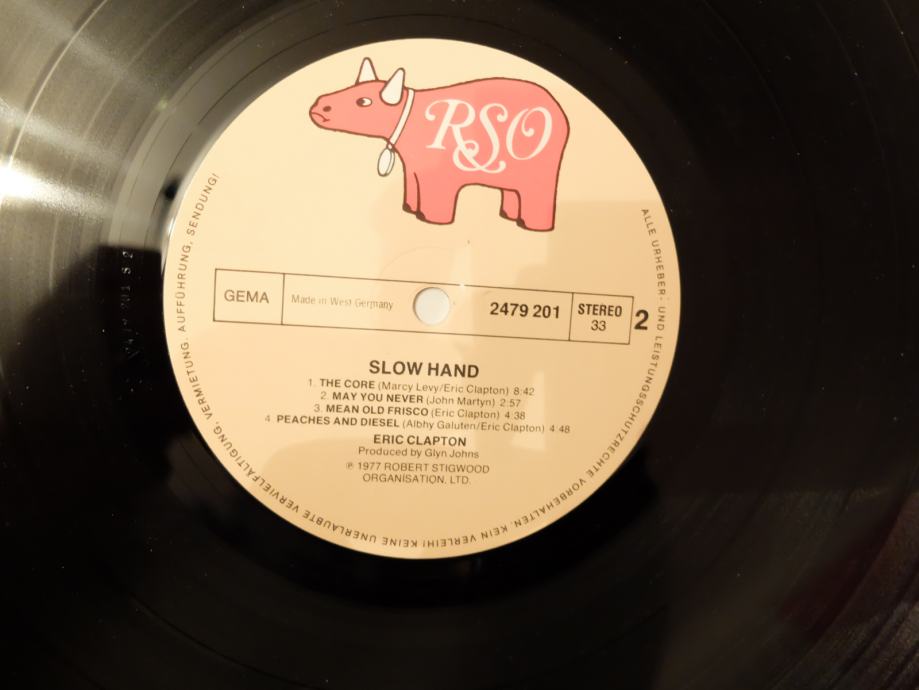 RSO
GEMA
Made in West Germany
2479 201
STEREO
33
2
SLOW HAND
1. THE CORE (Marcy Levy/Eric Clapton) 8:42
2. MAY YOU NEVER (John Martyn) 2:57
3. MEAN OLD FRISCO (Eric Clapton) 4:38
4. PEACHES AND DIESEL (Albhy Galuten/Eric Clapton) 4:48
ERIC CLAPTON
Produced by Glyn Johns
℗ 1977 ROBERT STIGWOOD
ORGANISATION, LTD.
ALLE URHEBER- UND LEISTUNGSSCHUTZRECHTE VORBEHALTEN. KEIN VERLEIH! KEINE UNERLAUBTE VERVIELFÄLTIGUNG, VERMIETUNG, AUFFÜHRUNG, SENDUNG!